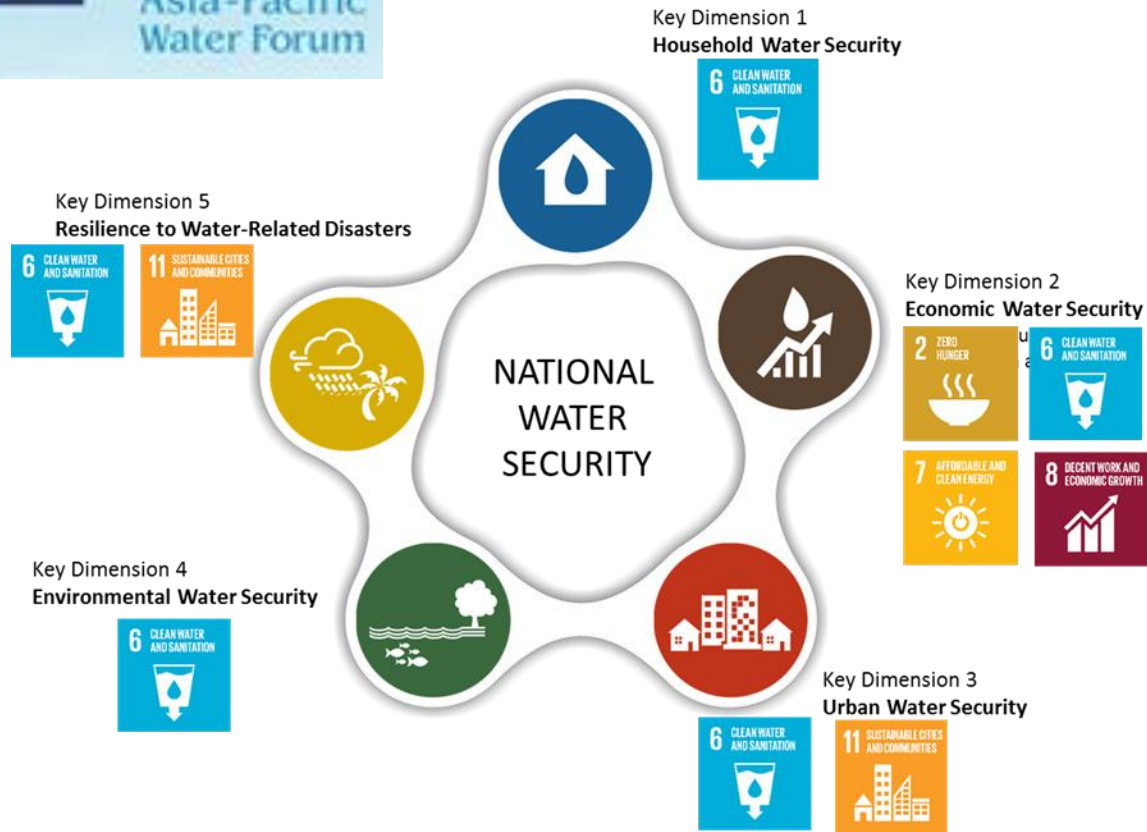 Asia-Pacific
Water Forum
Key Dimension 1
Household Water Security
6 CLEAN WATER
AND SANITATION
Key Dimension 5
Resilience to Water-Related Disasters
6 CLEAN WATER
AND SANITATION
11 SUSTAINABLE CITIES
AND COMMUNITIES
Key Dimension 2
Economic Water Security
2 ZERO
HUNGER
6 CLEAN WATER
AND SANITATION
7 AFFORDABLE AND
CLEAN ENERGY
8 DECENT WORK AND
ECONOMIC GROWTH
NATIONAL
WATER
SECURITY
Key Dimension 4
Environmental Water Security
6 CLEAN WATER
AND SANITATION
Key Dimension 3
Urban Water Security
6 CLEAN WATER
AND SANITATION
11 SUSTAINABLE CITIES
AND COMMUNITIES